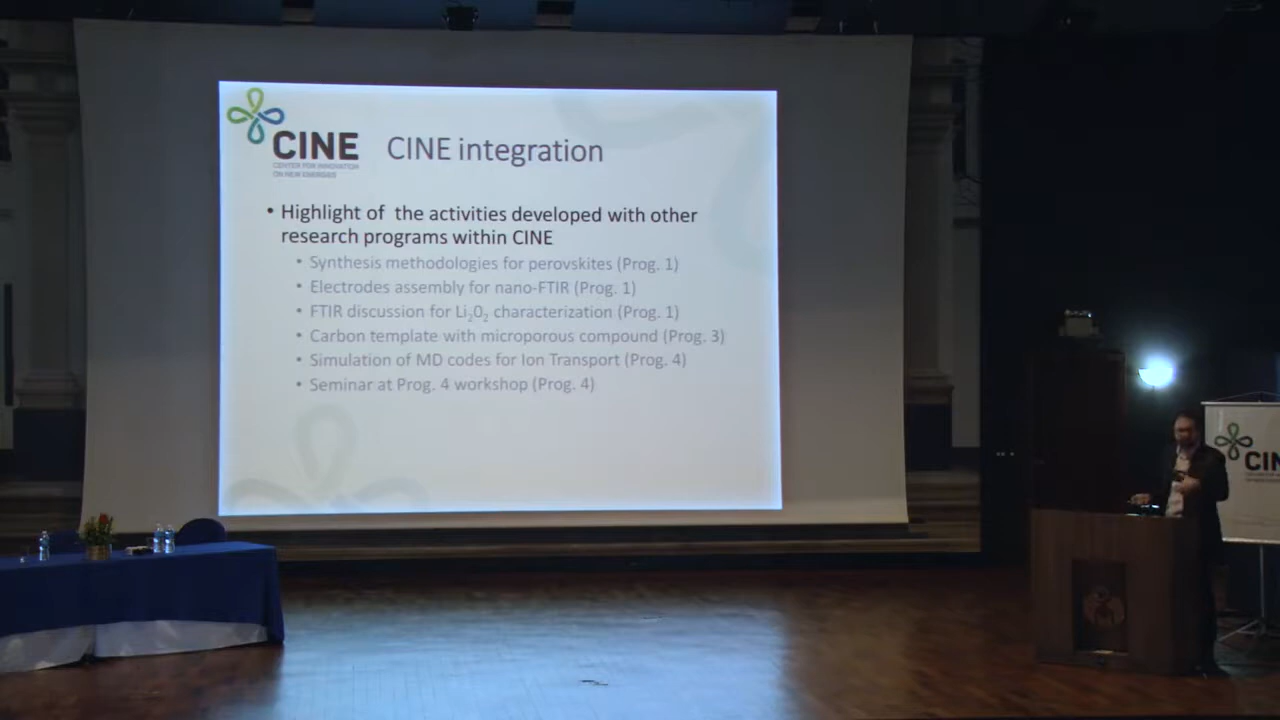 CINE
CENTER FOR INNOVATION
ON NEW ENERGIES
CINE integration
• Highlight of the activities developed with other
research programs within CINE
• Synthesis methodologies for perovskites (Prog. 1)
• Electrodes assembly for nano-FTIR (Prog. 1)
• FTIR discussion for Li₂O₂ characterization (Prog. 1)
• Carbon template with microporous compound (Prog. 3)
• Simulation of MD codes for Ion Transport (Prog. 4)
• Seminar at Prog. 4 workshop (Prog. 4)
CIN